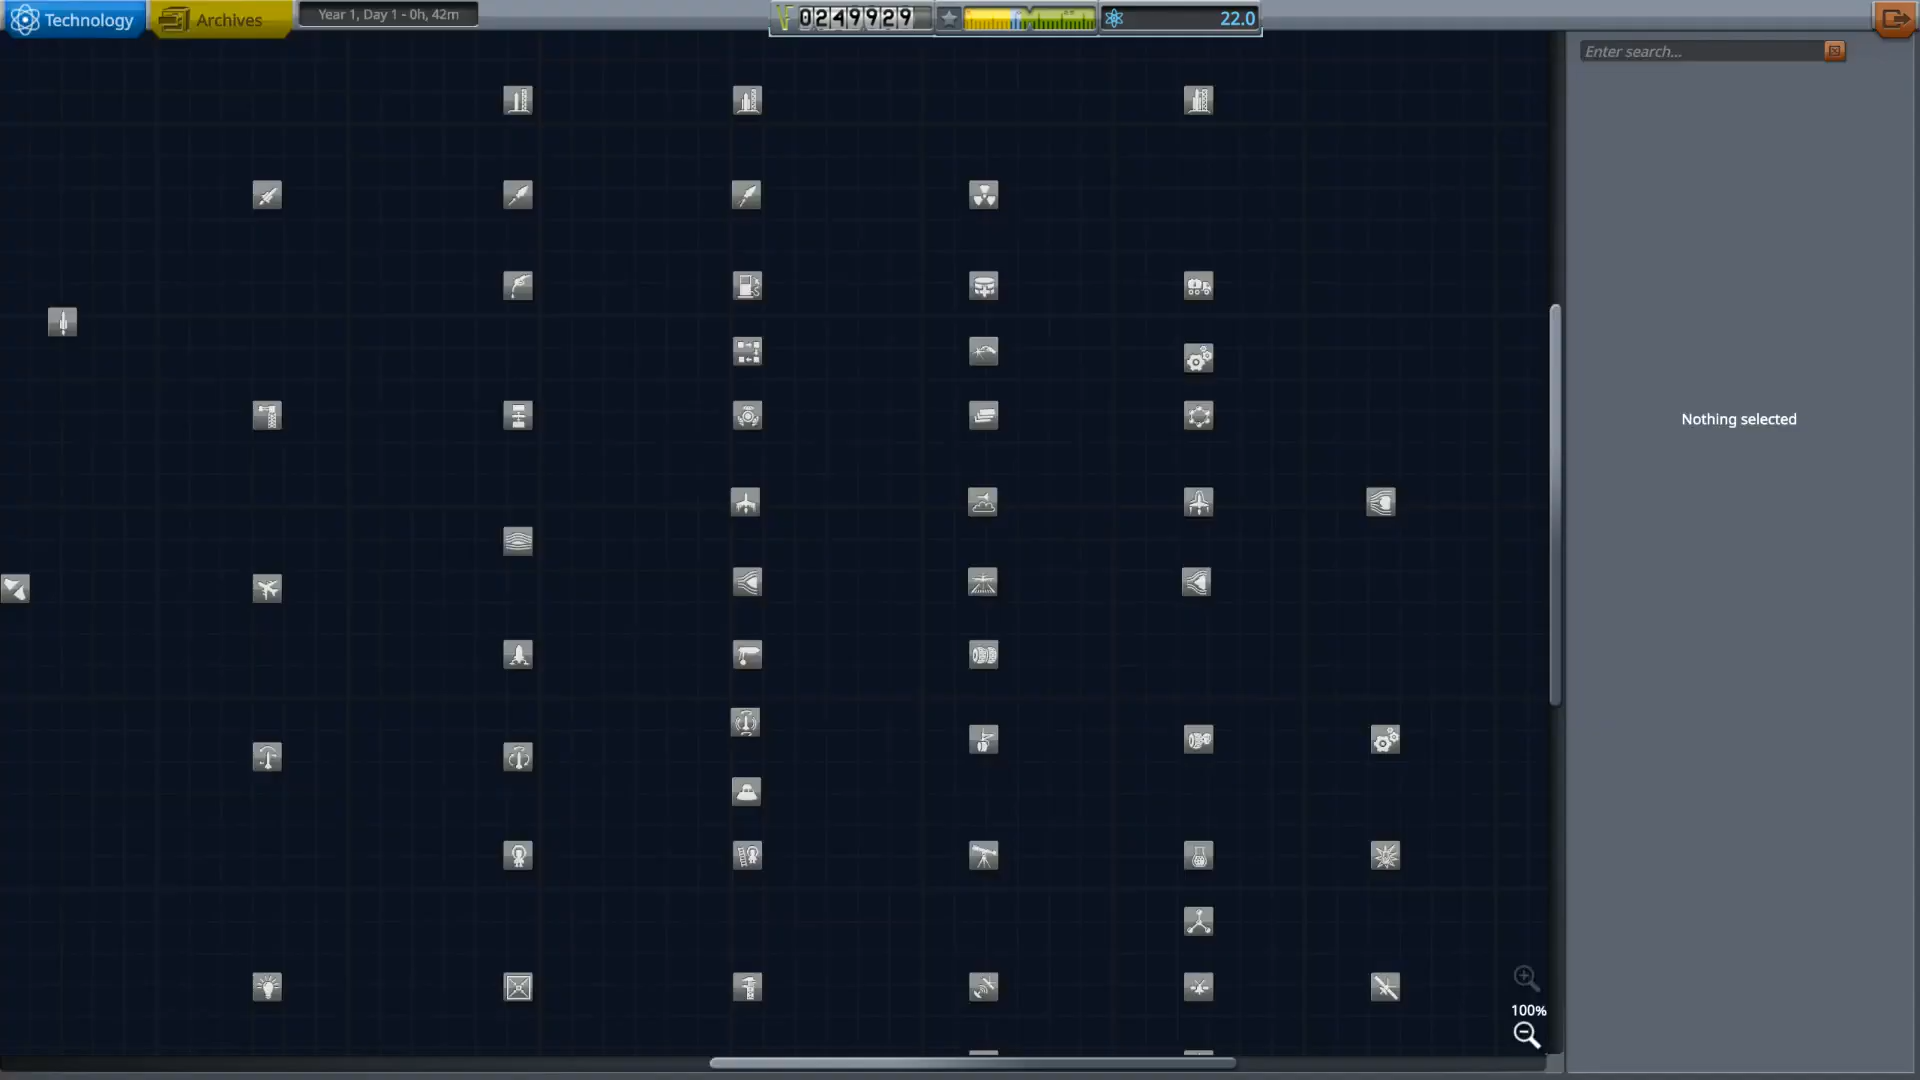 Technology
Archives
Year 1, Day 1 - 0h, 42m
0249929
22.0
Enter search...
Nothing selected
100%